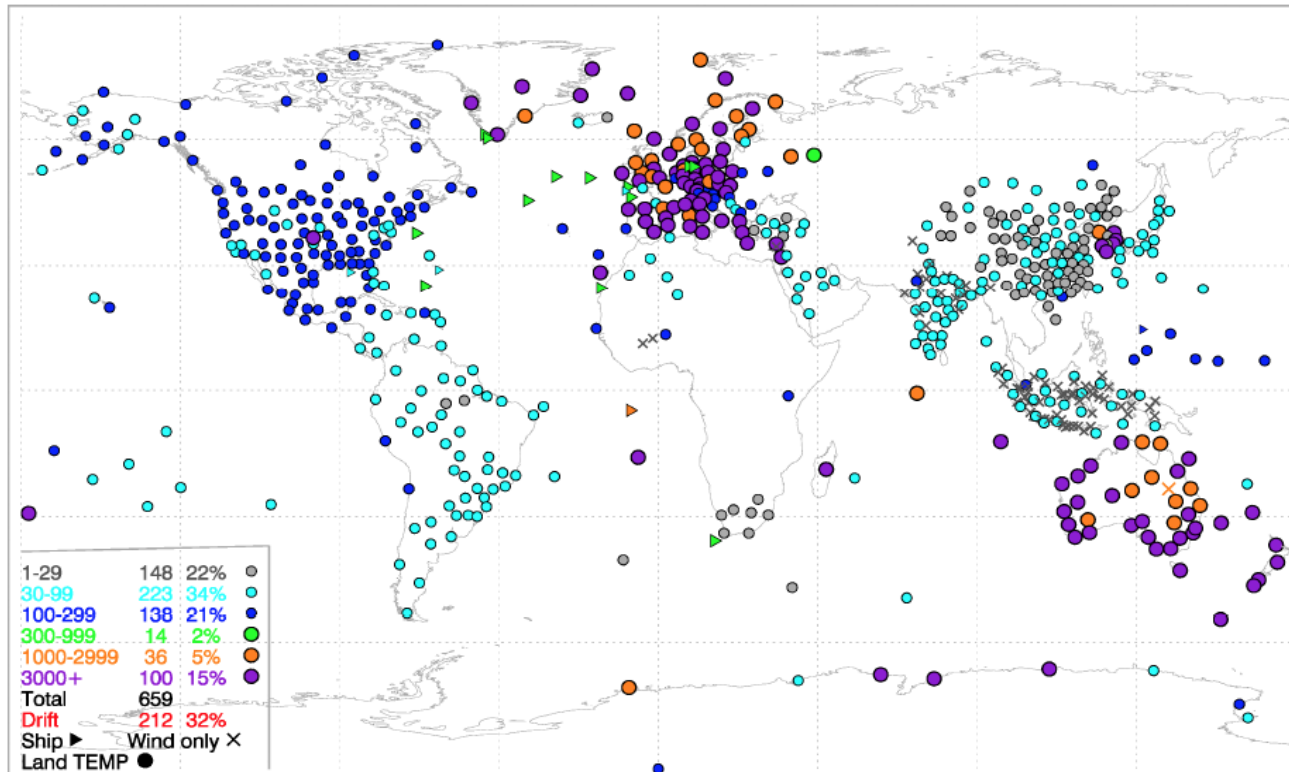 1-29 148 22%
30-99 223 34%
100-299 138 21%
300-999 14 2%
1000-2999 36 5%
3000+ 100 15%
Total 659
Drift 212 32%
Ship Wind only
Land TEMP